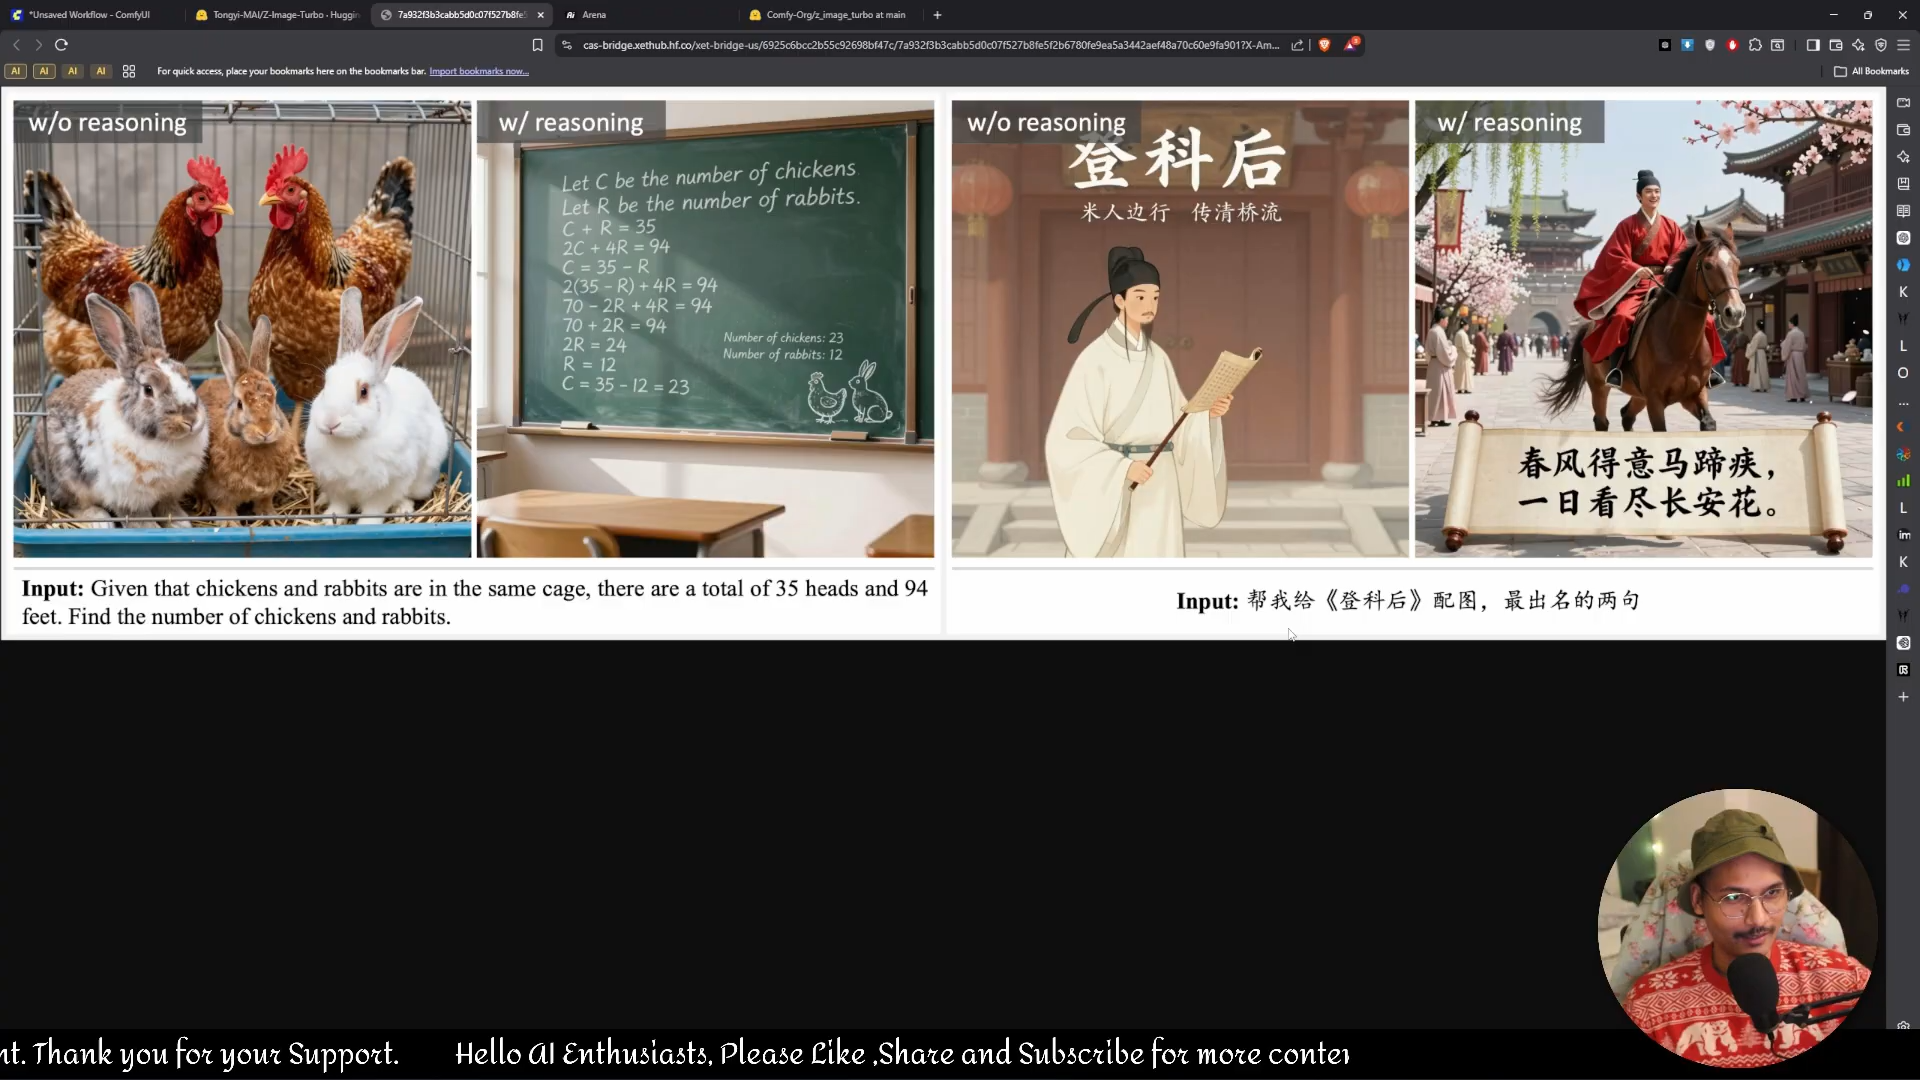 *Unsaved Workflow - ComfyUI
Tongyi-MAI/Z-Image-Turbo · Huggin
7a932f3b3cabb5d0c07f527b8fe5
Arena
Comfy-Org/z_image_turbo at main
cas-bridge.xethub.hf.co/xet-bridge-us/6925c6bcc2b55c92698bf47c/7a932f3b3cabb5d0c07f527b8fe5f2b6780fe9ea5a3442aef48a70c60e9fa901?X-Am...
AI AI AI AI
For quick access, place your bookmarks here on the bookmarks bar. Import bookmarks now...
All Bookmarks
w/o reasoning
w/ reasoning
Let C be the number of chickens
Let R be the number of rabbits.
C + R = 35
2C + 4R = 94
C = 35 - R
2(35 - R) + 4R = 94
70 - 2R + 4R = 94
70 + 2R = 94
2R = 24
R = 12
C = 35 - 12 = 23
Number of chickens: 23
Number of rabbits: 12
Input: Given that chickens and rabbits are in the same cage, there are a total of 35 heads and 94
feet. Find the number of chickens and rabbits.
w/o reasoning
登科后
米人边行 传清桥流
w/ reasoning
春风得意马蹄疾，
一日看尽长安花。
Input: 帮我给《登科后》配图，最出名的两句
K
L
O
...
L
im
K
nt. Thank you for your Support. Hello AI Enthusiasts, Please Like ,Share and Subscribe for more conter